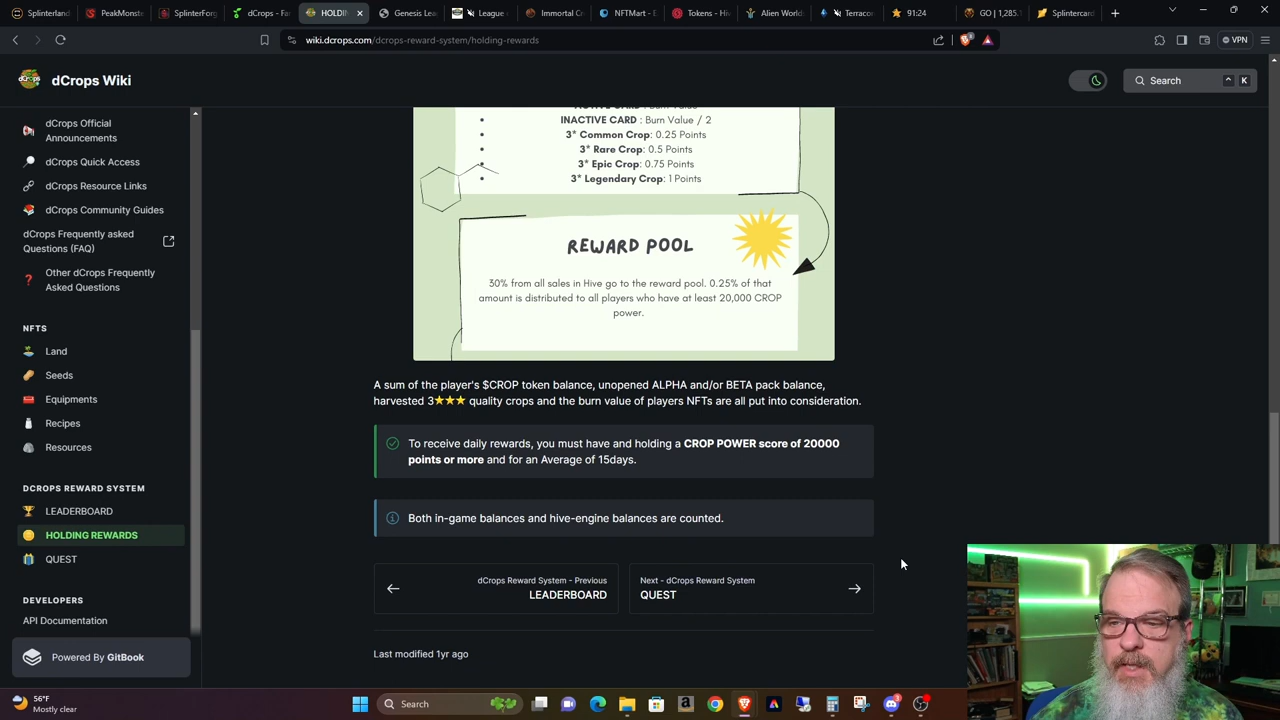 Splinterland
PeakMonste
SplinterForg
dCrops - Far
HOLDIN
Genesis Lea
League
Immortal Cr
NFTMart - E
Tokens - Hi
Alien World
Terracor
91:24
GO | 1,285.
Splintercard
wiki.dcrops.com/dcrops-reward-system/holding-rewards
VPN
dCrops Wiki
Search
^ K
dCrops Official
Announcements
dCrops Quick Access
dCrops Resource Links
dCrops Community Guides
dCrops Frequently asked
Questions (FAQ)
Other dCrops Frequently
Asked Questions
NFTS
Land
Seeds
Equipments
Recipes
Resources
DCROPS REWARD SYSTEM
LEADERBOARD
HOLDING REWARDS
QUEST
DEVELOPERS
API Documentation
Powered By GitBook
INACTIVE CARD : Burn Value / 2
3* Common Crop: 0.25 Points
3* Rare Crop: 0.5 Points
3* Epic Crop: 0.75 Points
3* Legendary Crop: 1 Points
REWARD POOL
30% from all sales in Hive go to the reward pool. 0.25% of that
amount is distributed to all players who have at least 20,000 CROP
power.
A sum of the player's $CROP token balance, unopened ALPHA and/or BETA pack balance,
harvested 3⭐⭐⭐ quality crops and the burn value of players NFTs are all put into consideration.
To receive daily rewards, you must have and holding a CROP POWER score of 20000
points or more and for an Average of 15days.
Both in-game balances and hive-engine balances are counted.
dCrops Reward System - Previous
LEADERBOARD
Next - dCrops Reward System
QUEST
Last modified 1yr ago
56°F
Mostly clear
Search